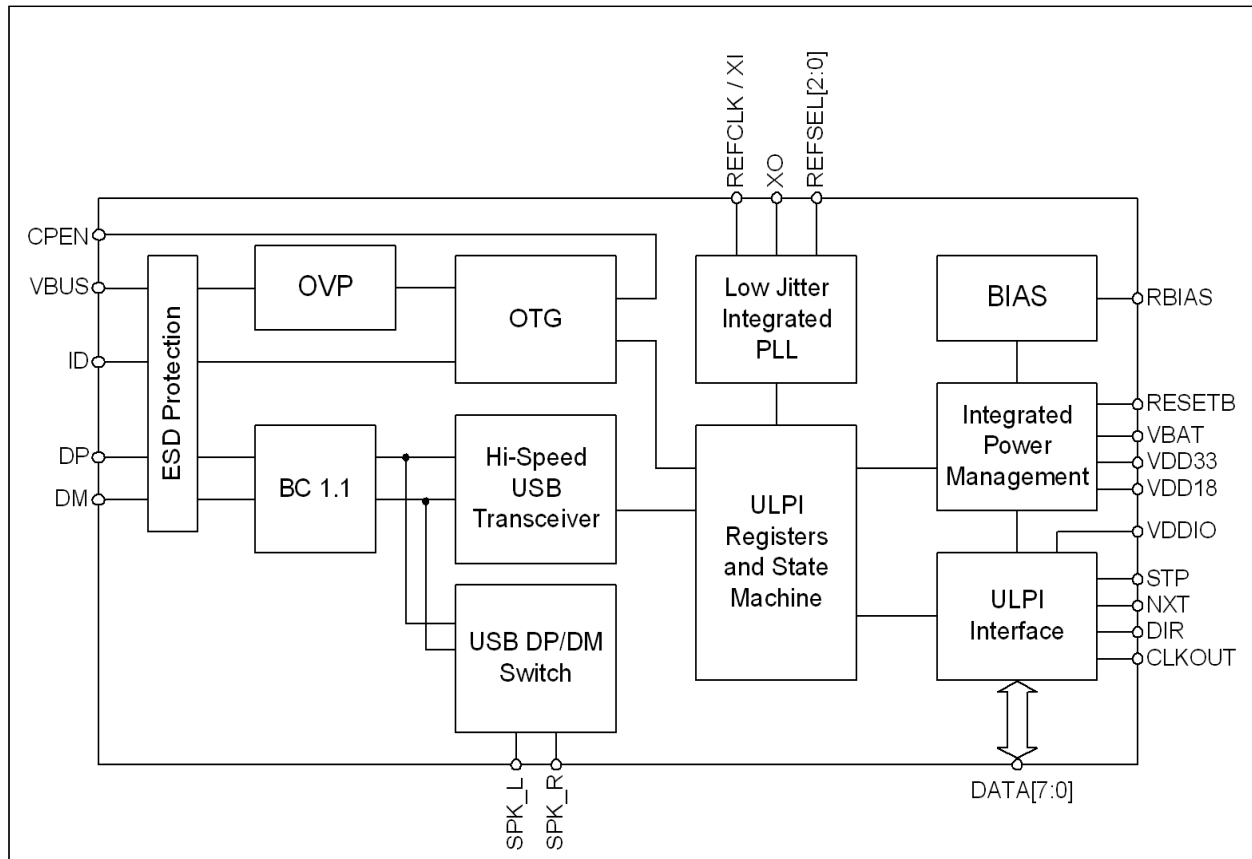 REFCLK / XI
XO
REFSEL[2:0]
CPEN
VBUS
ID
DP
DM
ESD Protection
OVP
OTG
BC 1.1
Hi-Speed
USB
Transceiver
USB DP/DM
Switch
SPK_L
SPK_R
Low Jitter
Integrated
PLL
ULPI
Registers
and State
Machine
BIAS
Integrated
Power
Management
ULPI
Interface
RBIAS
RESETB
VBAT
VDD33
VDD18
VDDIO
STP
NXT
DIR
CLKOUT
DATA[7:0]